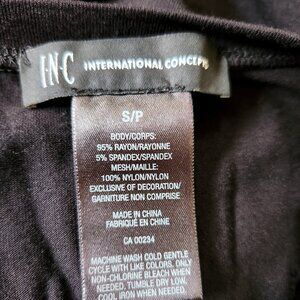 I·N·C INTERNATIONAL CONCEPTS
S/P
BODY/CORPS:
95% RAYON/RAYONNE
5% SPANDEX/SPANDEX
MESH/MAILLE:
100% NYLON/NYLON
EXCLUSIVE OF DECORATION/
GARNITURE NON COMPRISE
MADE IN CHINA
FABRIQUÉ EN CHINE
CA 00234
MACHINE WASH COLD GENTLE
CYCLE WITH LIKE COLORS. ONLY
NON-CHLORINE BLEACH WHEN
NEEDED. TUMBLE DRY LOW.
COOL IRON WHEN NEEDED.